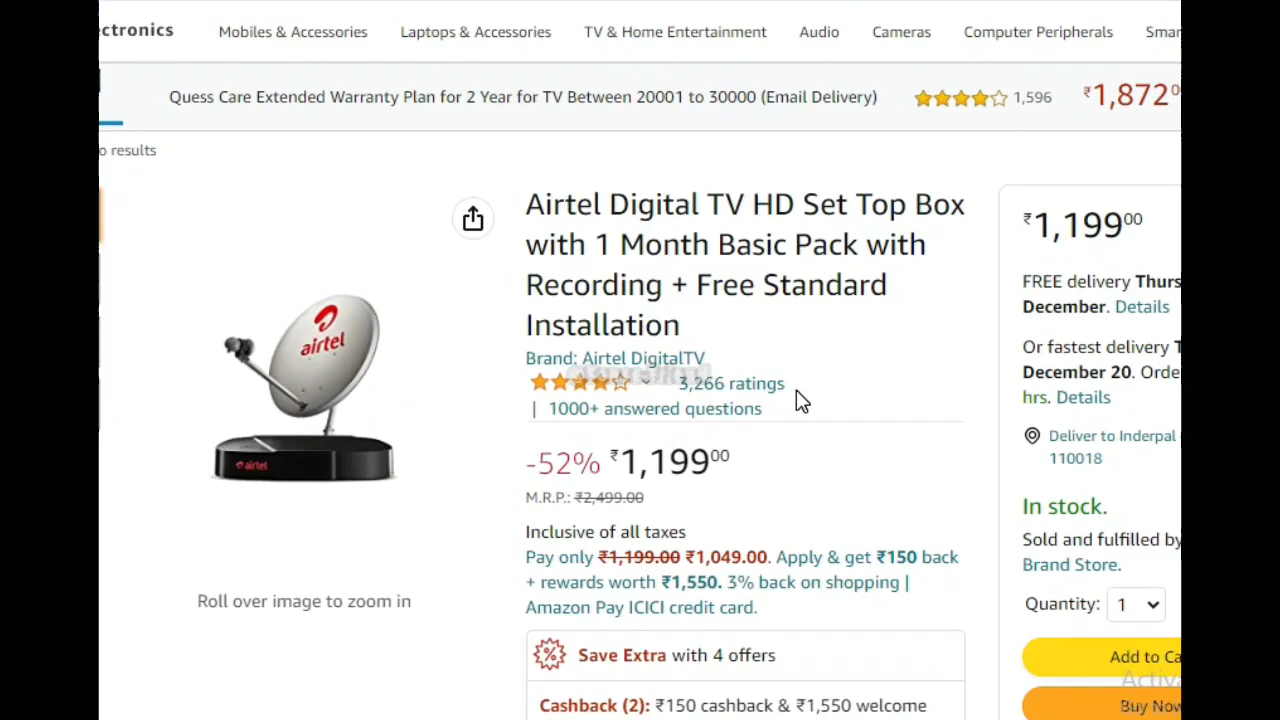 ctronics Mobiles & Accessories Laptops & Accessories TV & Home Entertainment Audio Cameras Computer Peripherals Smar
Quess Care Extended Warranty Plan for 2 Year for TV Between 20001 to 30000 (Email Delivery) 1,596 ₹1,872
o results
Airtel Digital TV HD Set Top Box
with 1 Month Basic Pack with
Recording + Free Standard
Installation
Brand: Airtel DigitalTV
3,266 ratings
| 1000+ answered questions
-52% ₹1,19900
M.R.P.: ₹2,499.00
Inclusive of all taxes
Pay only ₹1,199.00 ₹1,049.00. Apply & get ₹150 back
+ rewards worth ₹1,550. 3% back on shopping |
Amazon Pay ICICI credit card.
Save Extra with 4 offers
Cashback (2): ₹150 cashback & ₹1,550 welcome
airtel
airtel
Roll over image to zoom in
₹1,19900
FREE delivery Thurs
December. Details
Or fastest delivery T
December 20. Orde
hrs. Details
Deliver to Inderpal
110018
In stock.
Sold and fulfilled by
Brand Store.
Quantity: 1
Add to Ca
Activa
Buy Now